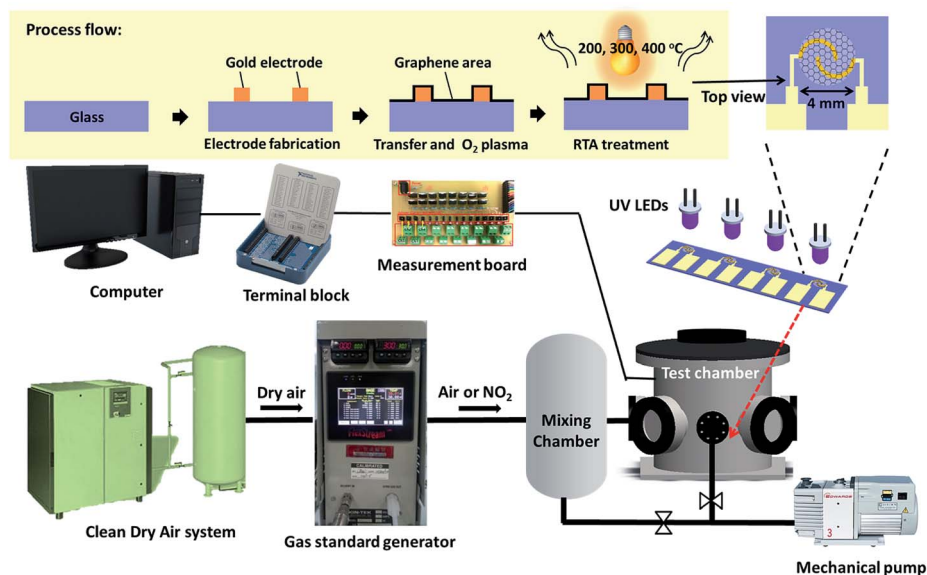 Process flow:
Gold electrode
Graphene area
200, 300, 400 °C
Top view
4 mm
Glass
Electrode fabrication
Transfer and O₂ plasma
RTA treatment
UV LEDs
Computer
Terminal block
Measurement board
Dry air
Air or NO₂
Mixing
Chamber
Test chamber
Clean Dry Air system
Gas standard generator
EDWARDS
3
Mechanical pump